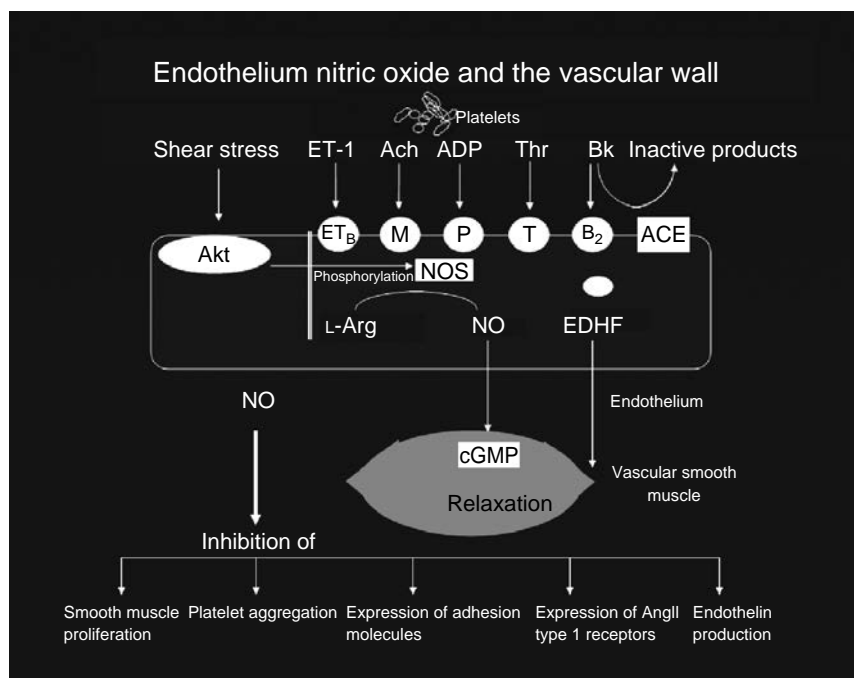 Endothelium nitric oxide and the vascular wall
Platelets
Shear stress ET-1 Ach ADP Thr Bk Inactive products
Akt ET_B M P T B₂ ACE
Phosphorylation NOS
L-Arg NO EDHF
NO
Endothelium
cGMP
Vascular smooth
muscle
Relaxation
Inhibition of
Smooth muscle
proliferation
Platelet aggregation
Expression of adhesion
molecules
Expression of AngII
type 1 receptors
Endothelin
production